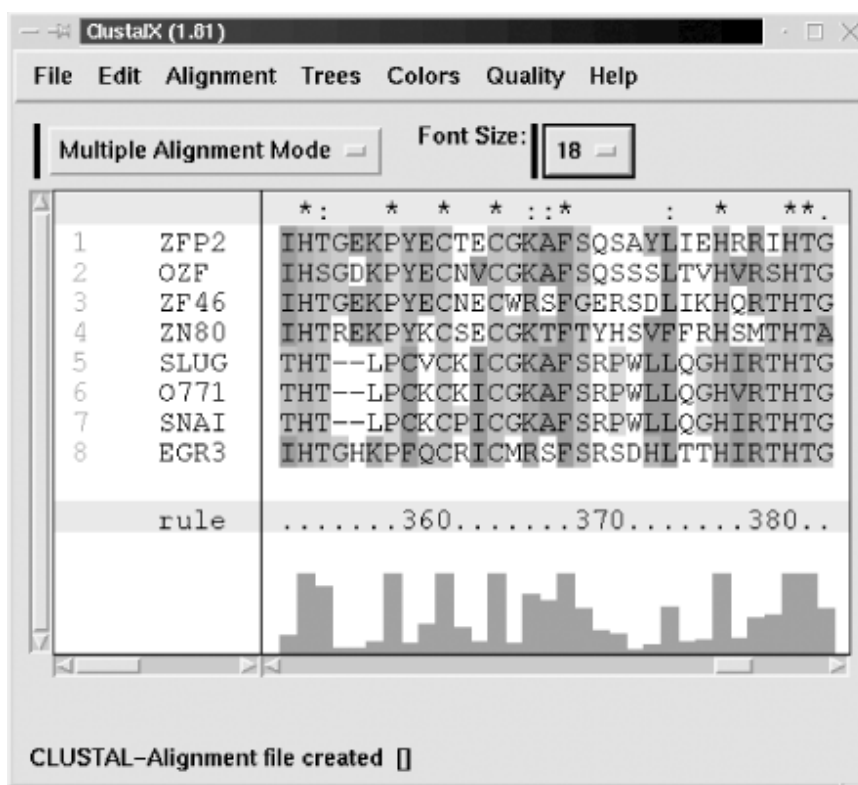 ClustalX (1.81)
File Edit Alignment Trees Colors Quality Help
Multiple Alignment Mode Font Size: 18
*:   *  *  * ::*     :  *   **.
1 ZFP2 IHTGEKPYECTECGKAFSQSAYLIEHRRIHTG
2 OZF IHSGDKPYECNVCGKAFSQSSSLTVHVRSHTG
3 ZF46 IHTGEKPYECNECWRSFGERSDLIKHQRTHTG
4 ZN80 IHTREKPYKCSECGKTFTYHSVFFRHSMTHTA
5 SLUG THT--LPCVCKICGKAFSRPWLLQGHIRTHTG
6 O771 THT--LPCKCKICGKAFSRPWLLQGHVRTHTG
7 SNAI THT--LPCKCPICGKAFSRPWLLQGHIRTHTG
8 EGR3 IHTGHKPFQCRICMRSFSRSDHLTTHIRTHTG
rule .......360.......370.......380..
CLUSTAL-Alignment file created []